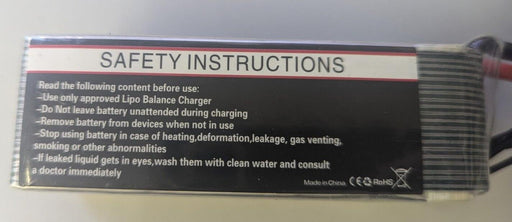 SAFETY INSTRUCTIONS
Read the following content before use:
–Use only approved Lipo Balance Charger
–Do Not leave battery unattended during charging
–Remove battery from devices when not in use
–Stop using battery in case of heating,deformation,leakage, gas venting,
smoking or other abnormalities
–If leaked liquid gets in eyes,wash them with clean water and consult
a doctor immediately
Made in China CE RoHS